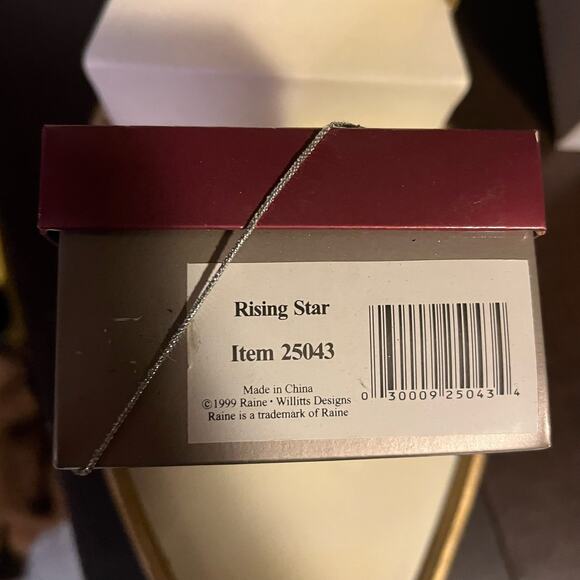 Rising Star
Item 25043
Made in China
©1999 Raine • Willitts Designs
Raine is a trademark of Raine
0 30009 25043 4